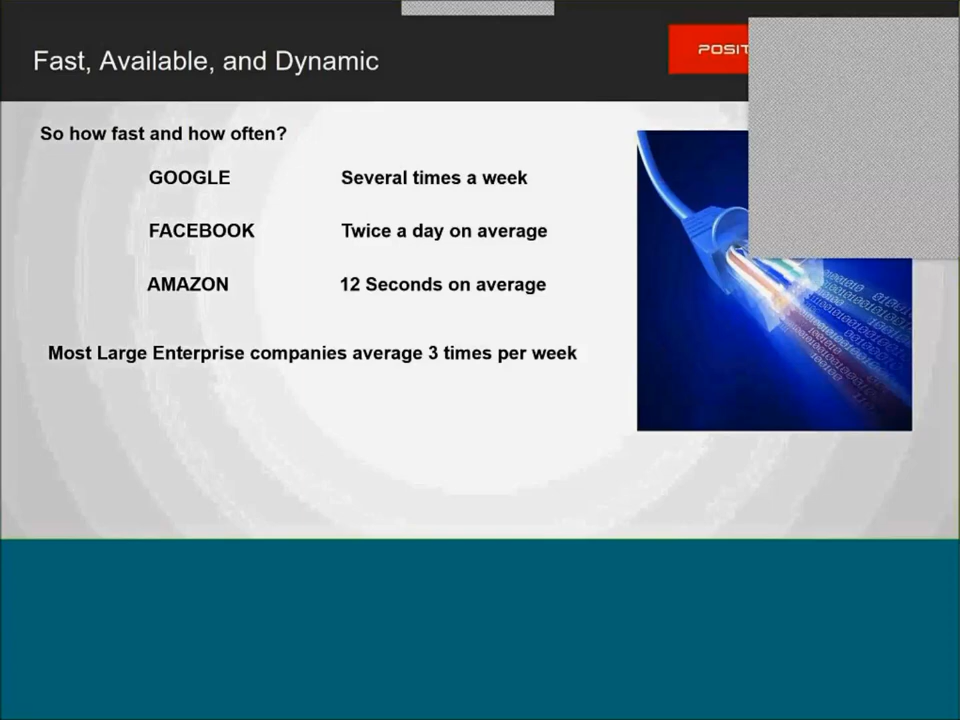 Fast, Available, and Dynamic
So how fast and how often?
GOOGLE Several times a week
FACEBOOK Twice a day on average
AMAZON 12 Seconds on average
Most Large Enterprise companies average 3 times per week